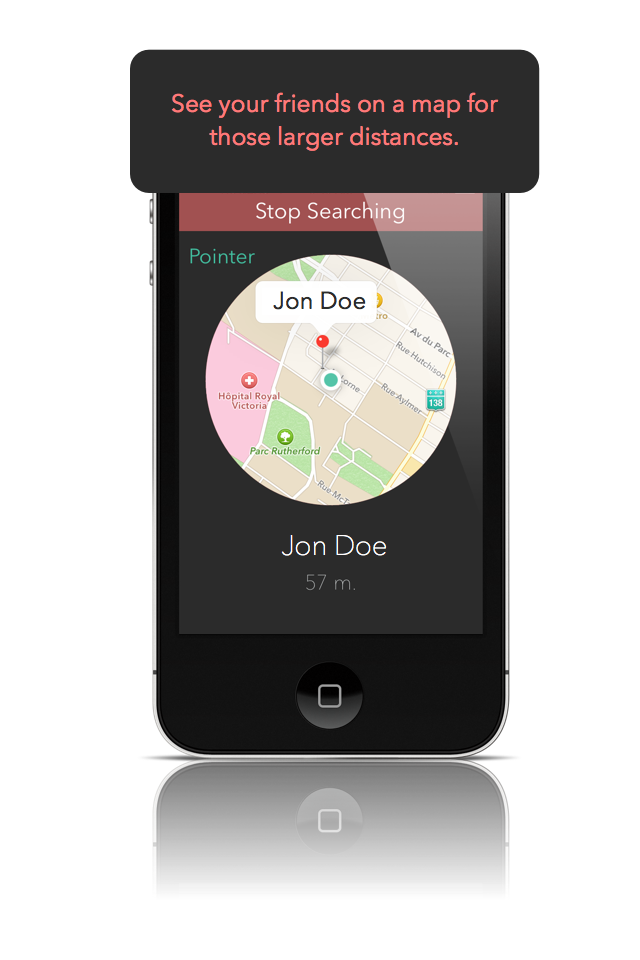 See your friends on a map for
those larger distances.
Stop Searching
Pointer
Jon Doe
Av du Parc
Rue Hutchison
Lorne
Rue Aylmer
138
Hôpital Royal
Victoria
Parc Rutherford
Rue McT
Jon Doe
57 m.